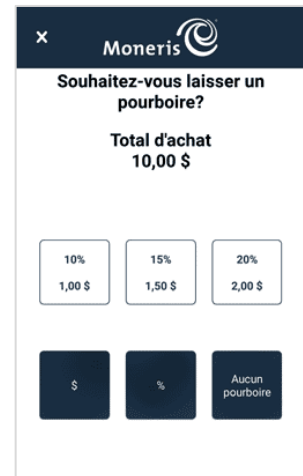 × Moneris
Souhaitez-vous laisser un
pourboire?
Total d'achat
10,00 $
10% 15% 20%
1,00 $ 1,50 $ 2,00 $
$ % Aucun
pourboire